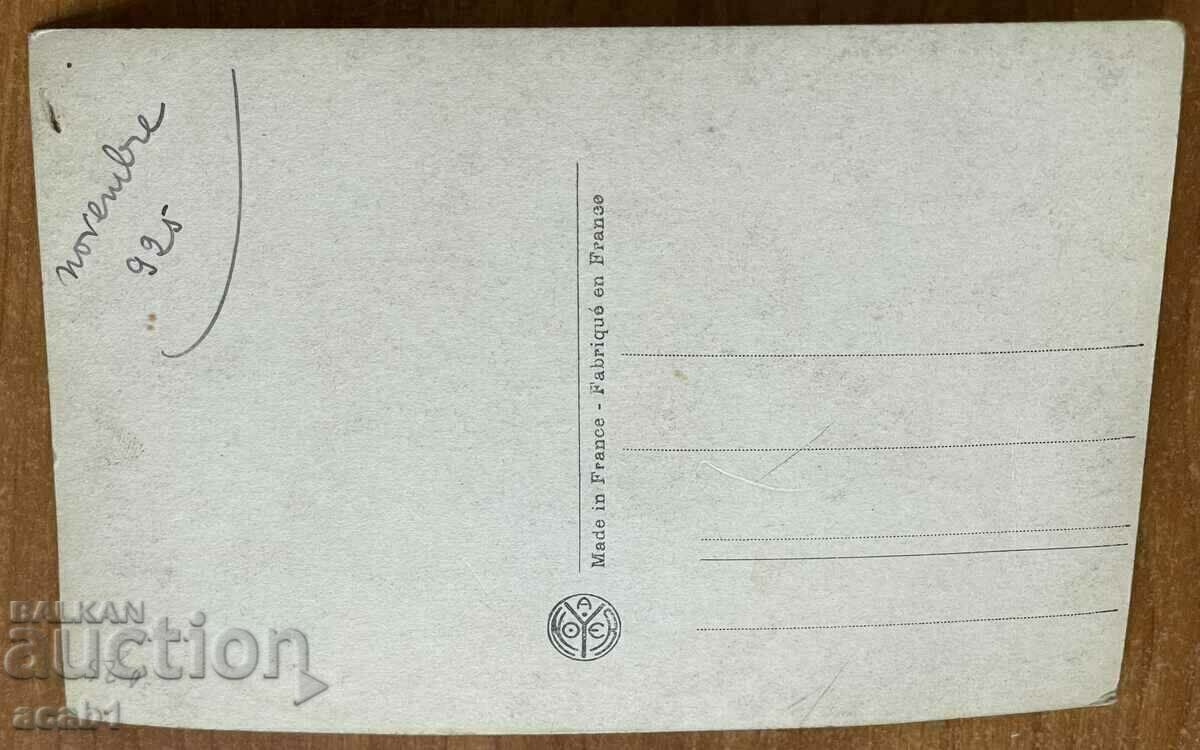 novembre
925
Made in France - Fabriqué en France
BALKAN
auction
acab1